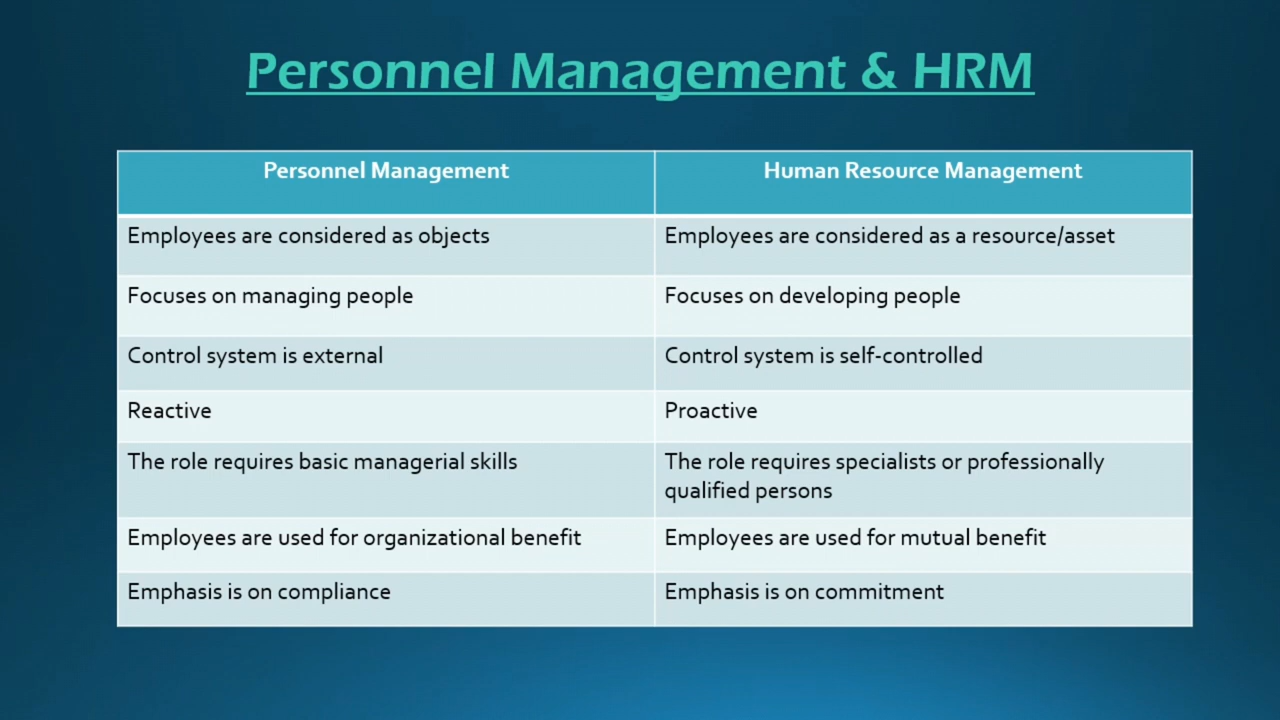 Personnel Management & HRM
Personnel Management
Human Resource Management
Employees are considered as objects
Employees are considered as a resource/asset
Focuses on managing people
Focuses on developing people
Control system is external
Control system is self-controlled
Reactive
Proactive
The role requires basic managerial skills
The role requires specialists or professionally
qualified persons
Employees are used for organizational benefit
Employees are used for mutual benefit
Emphasis is on compliance
Emphasis is on commitment